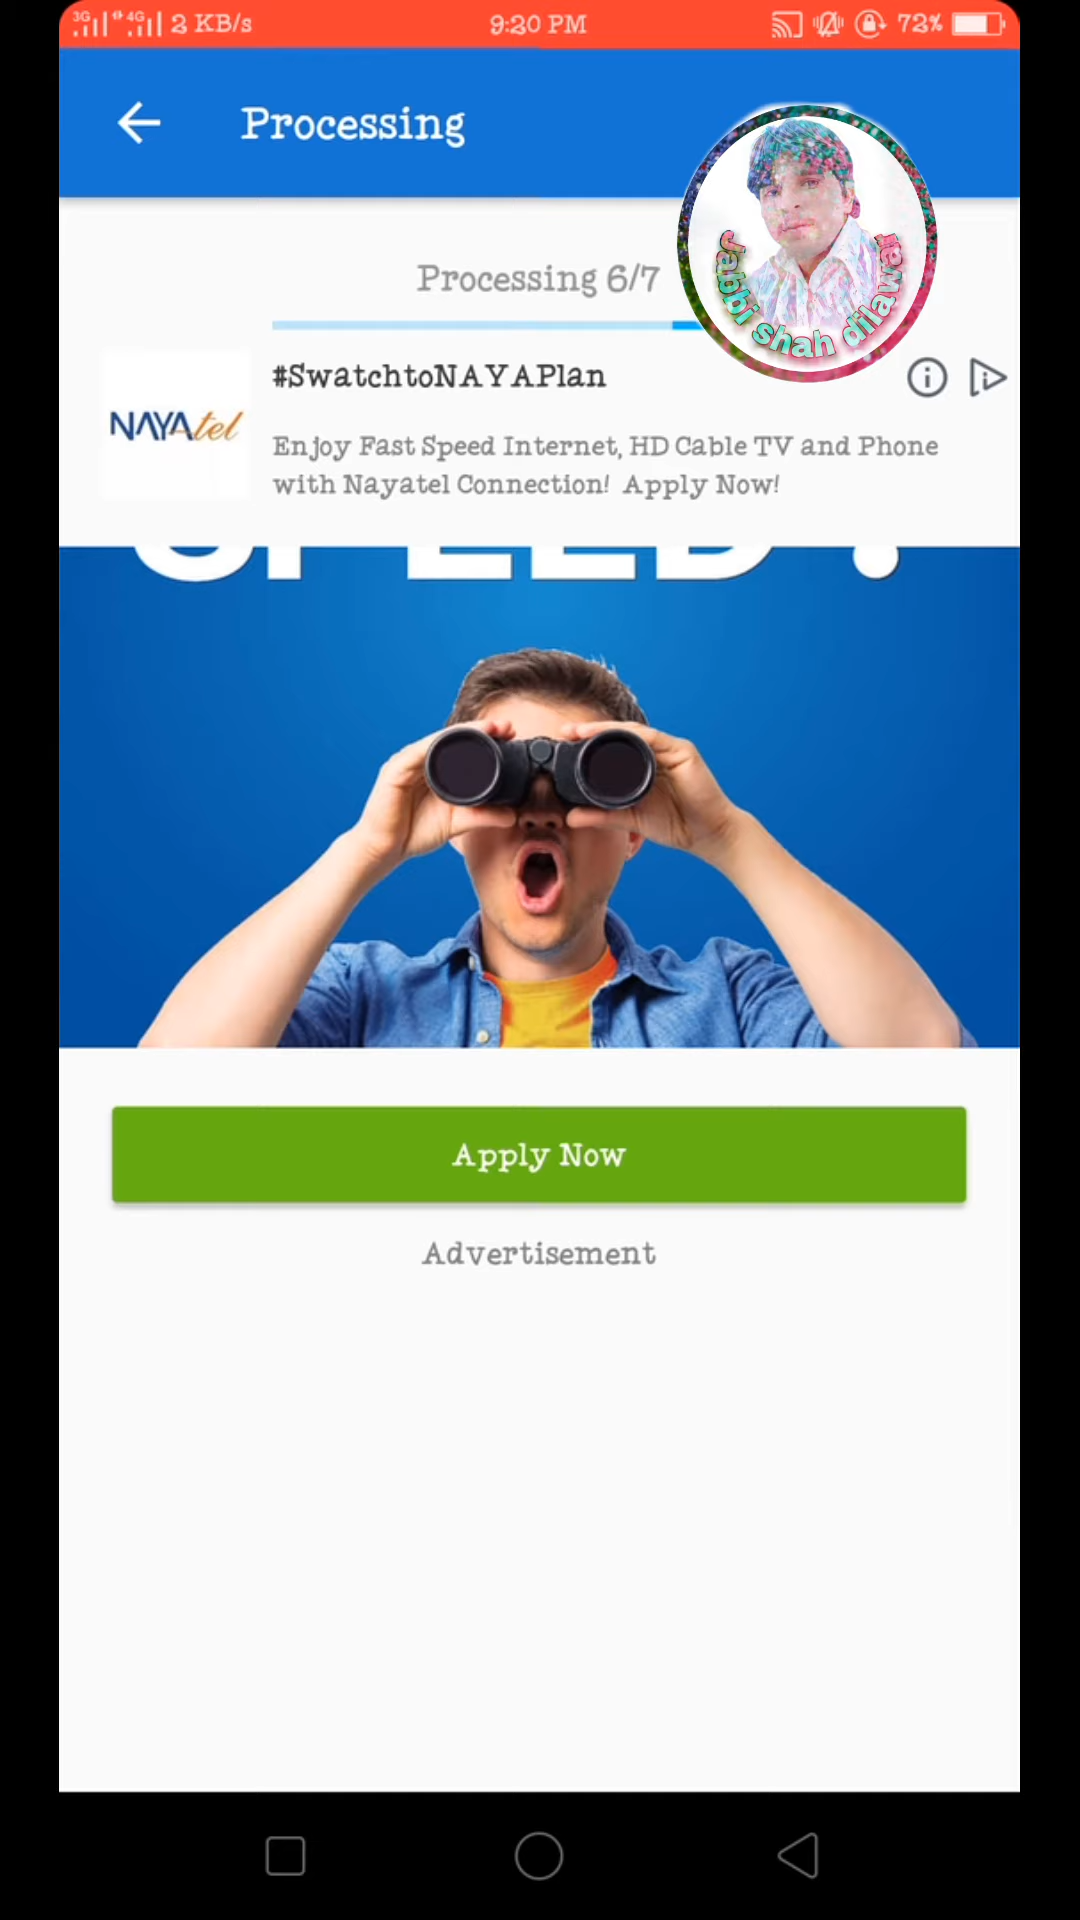 3G 4G 2 KB/s 9:20 PM 72%
Processing
Jabbi shah dilawar
Processing 6/7
#SwatchtoNAYAPlan
NAYAtel
Enjoy Fast Speed Internet, HD Cable TV and Phone
with Nayatel Connection! Apply Now!
SPEED ?
Apply Now
Advertisement